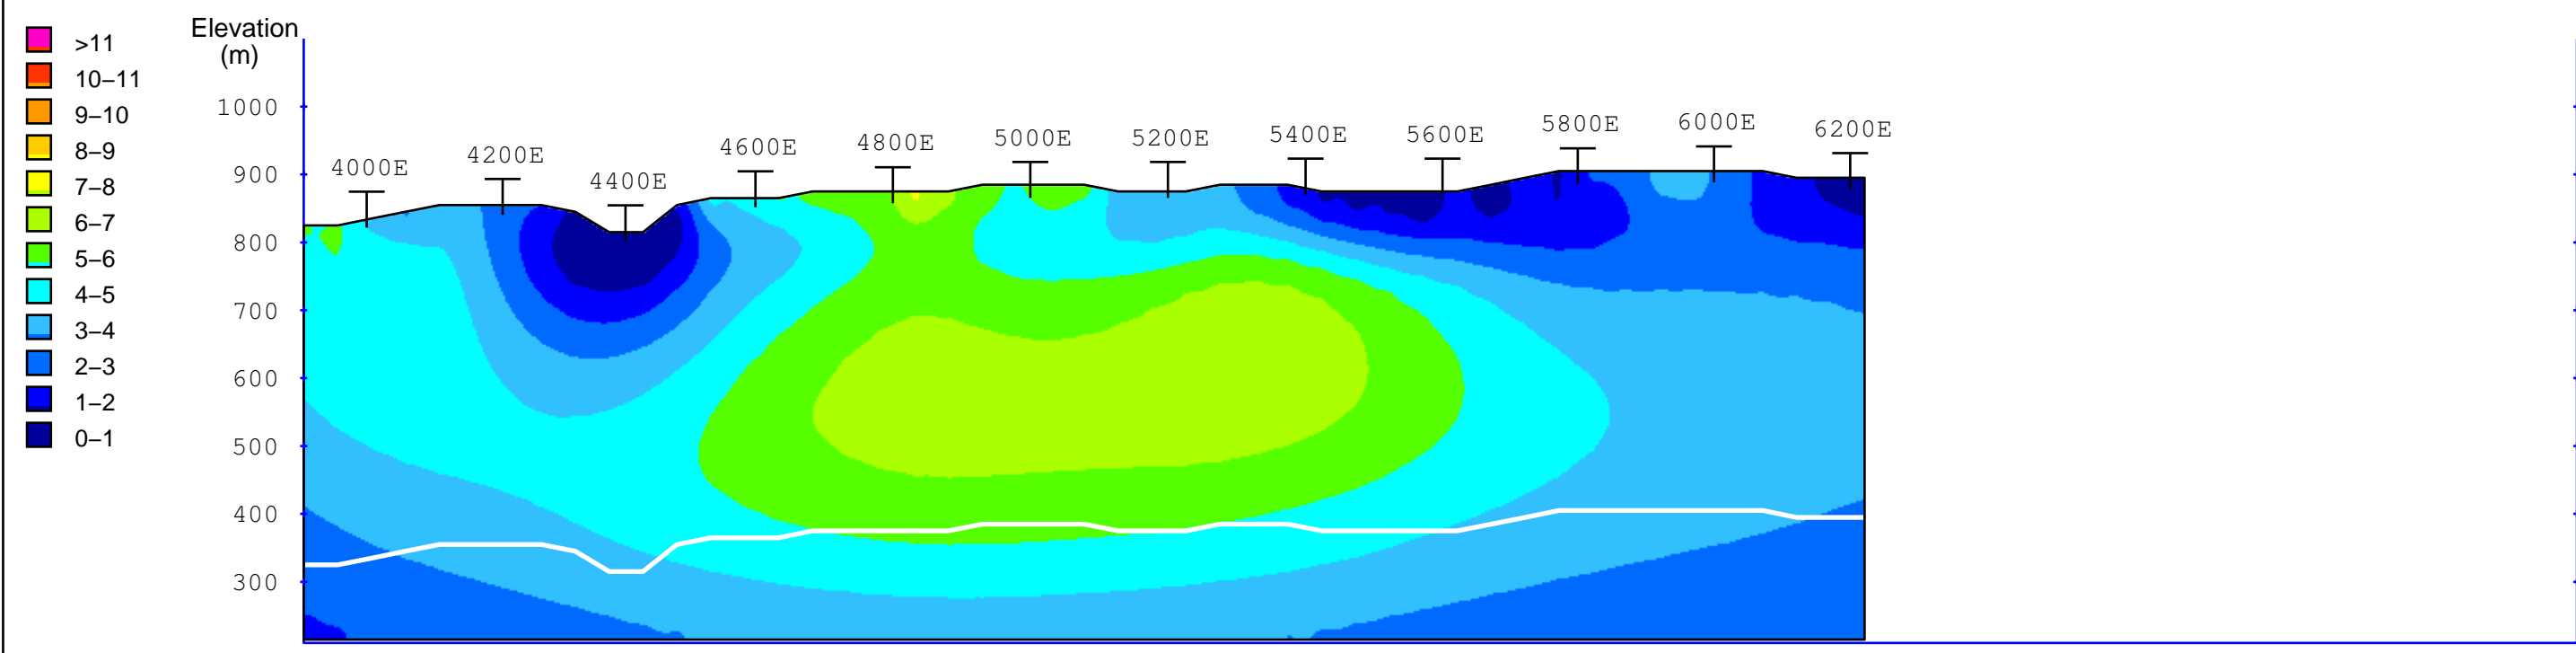 Elevation
(m)
>11
10–11
9–10
8–9
7–8
6–7
5–6
4–5
3–4
2–3
1–2
0–1
1000
900
800
700
600
500
400
300
4000E
4200E
4400E
4600E
4800E
5000E
5200E
5400E
5600E
5800E
6000E
6200E